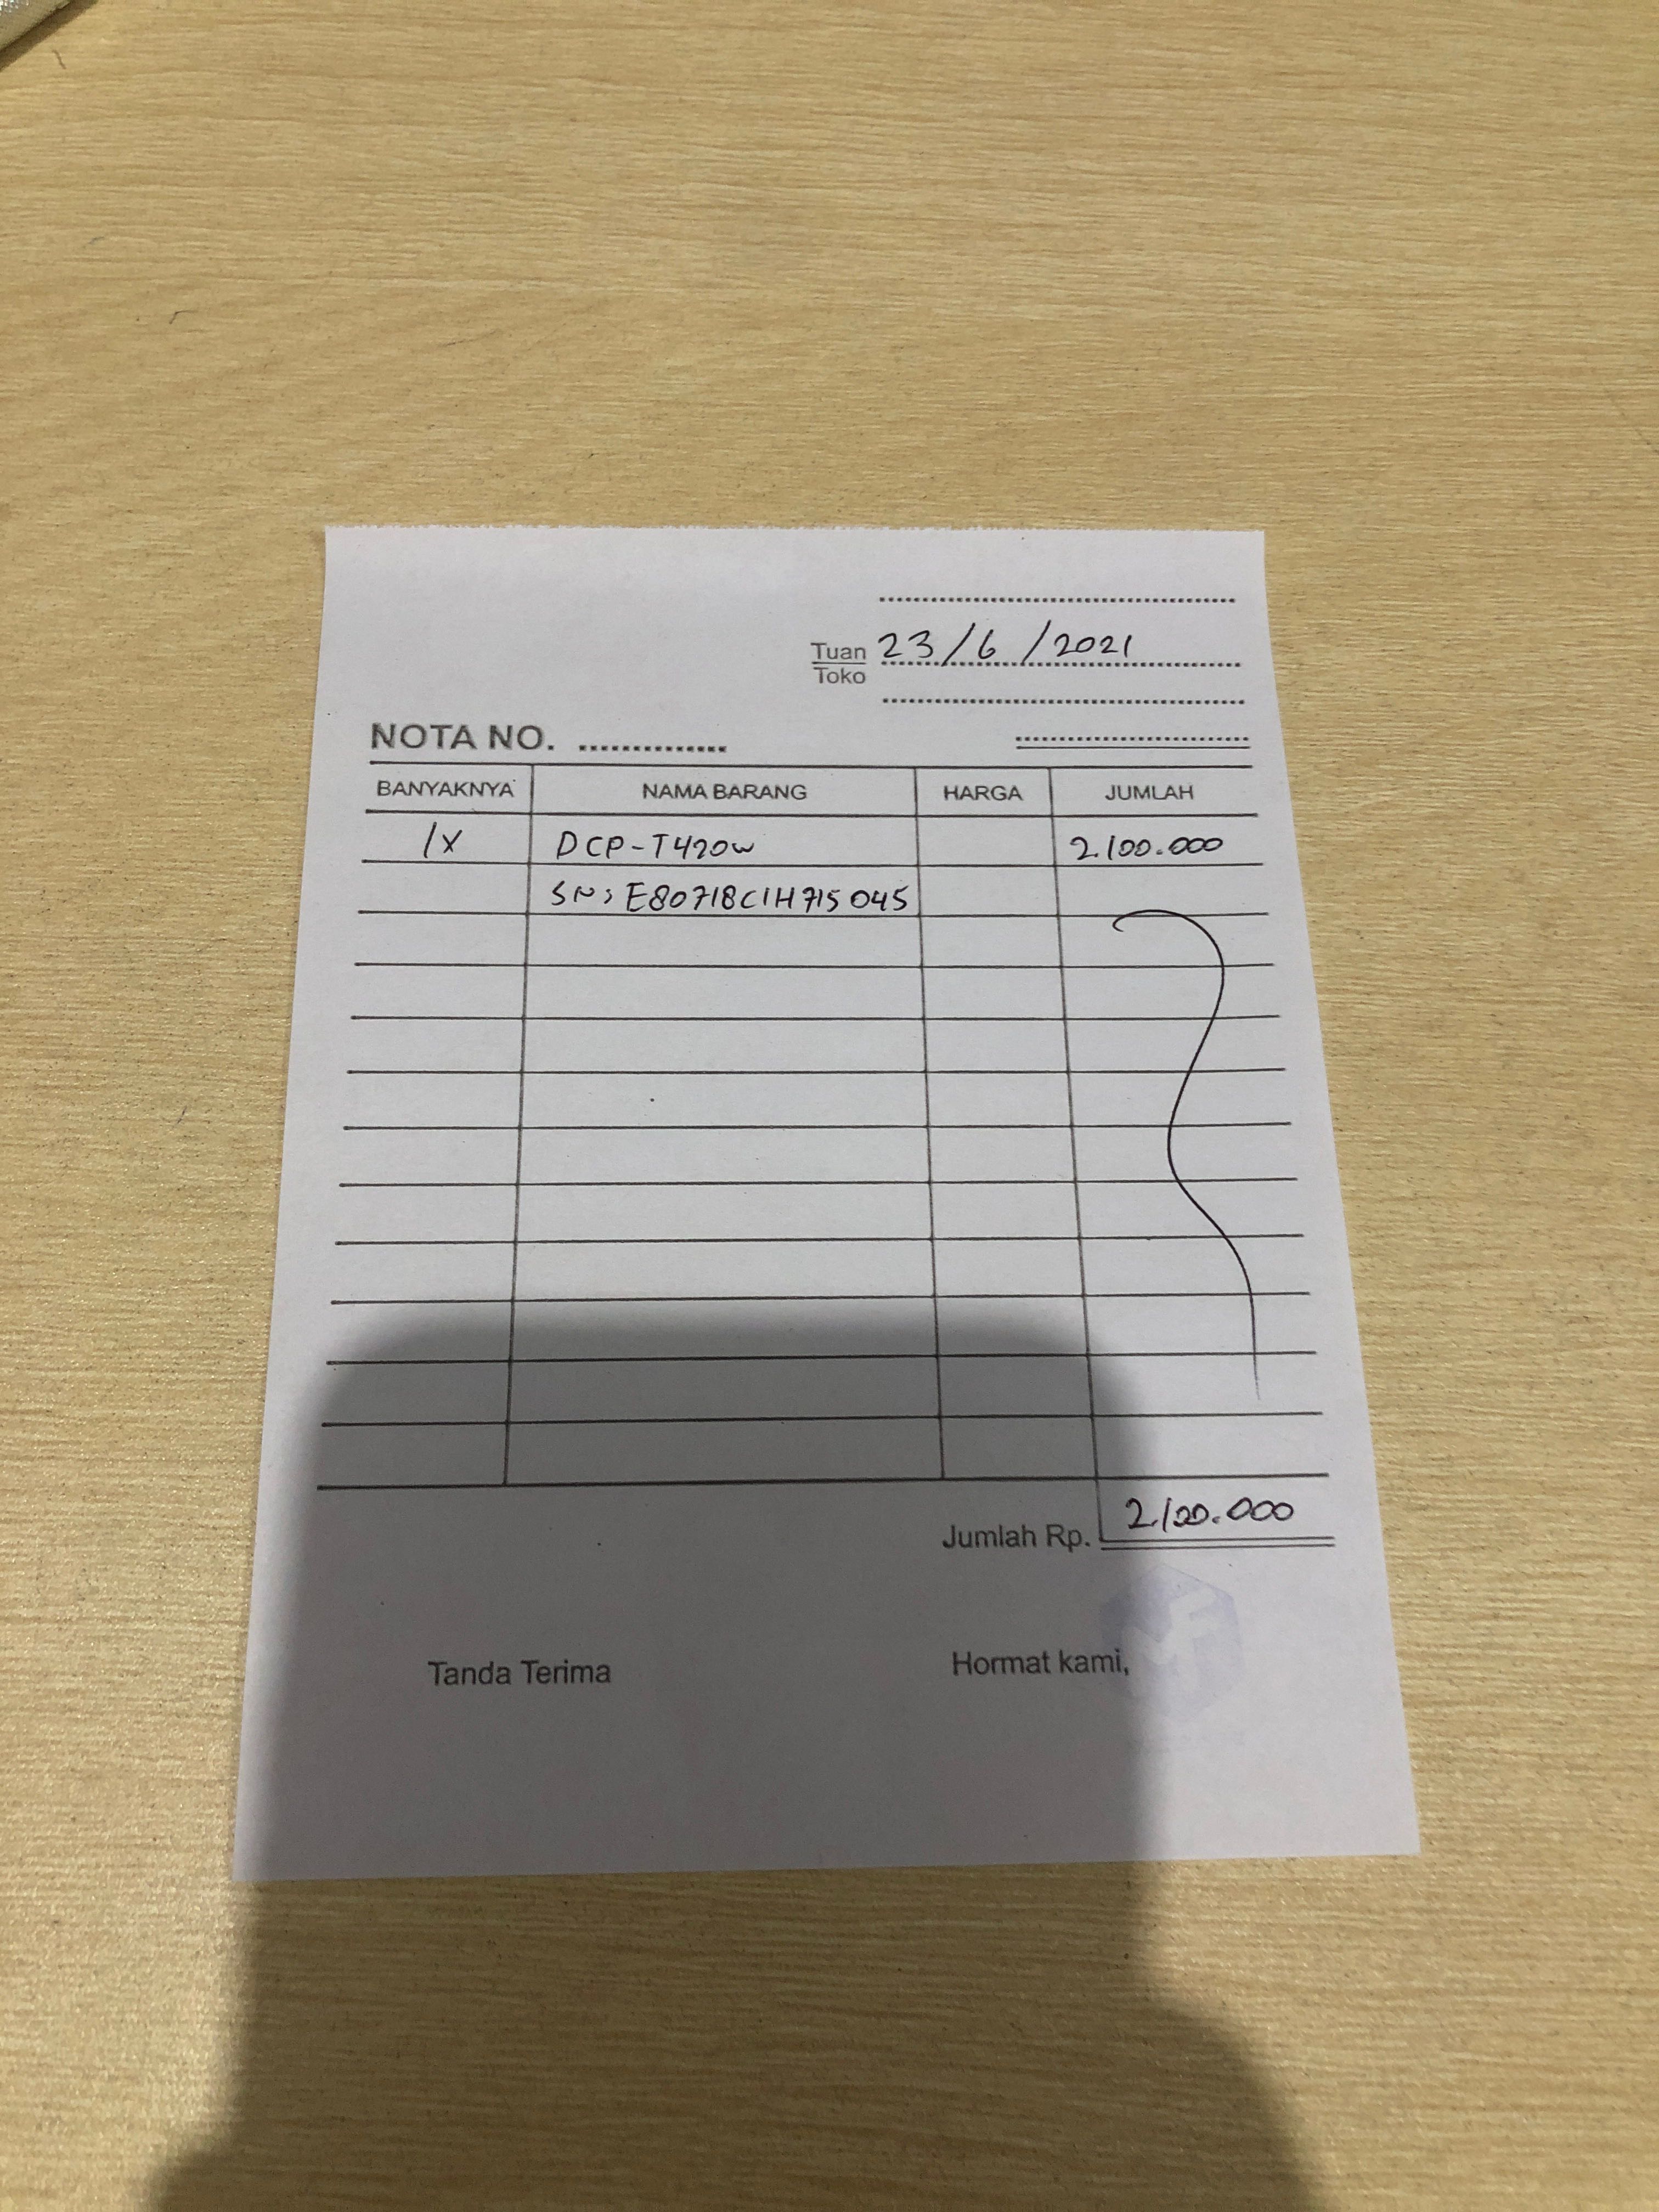 Tuan
Toko
23/6/2021
NOTA NO. ..............
BANYAKNYA NAMA BARANG HARGA JUMLAH
1x DCP-T420w 2.100.000
SN: E80718C1H715045
Jumlah Rp. 2.100.000
Tanda Terima Hormat kami,